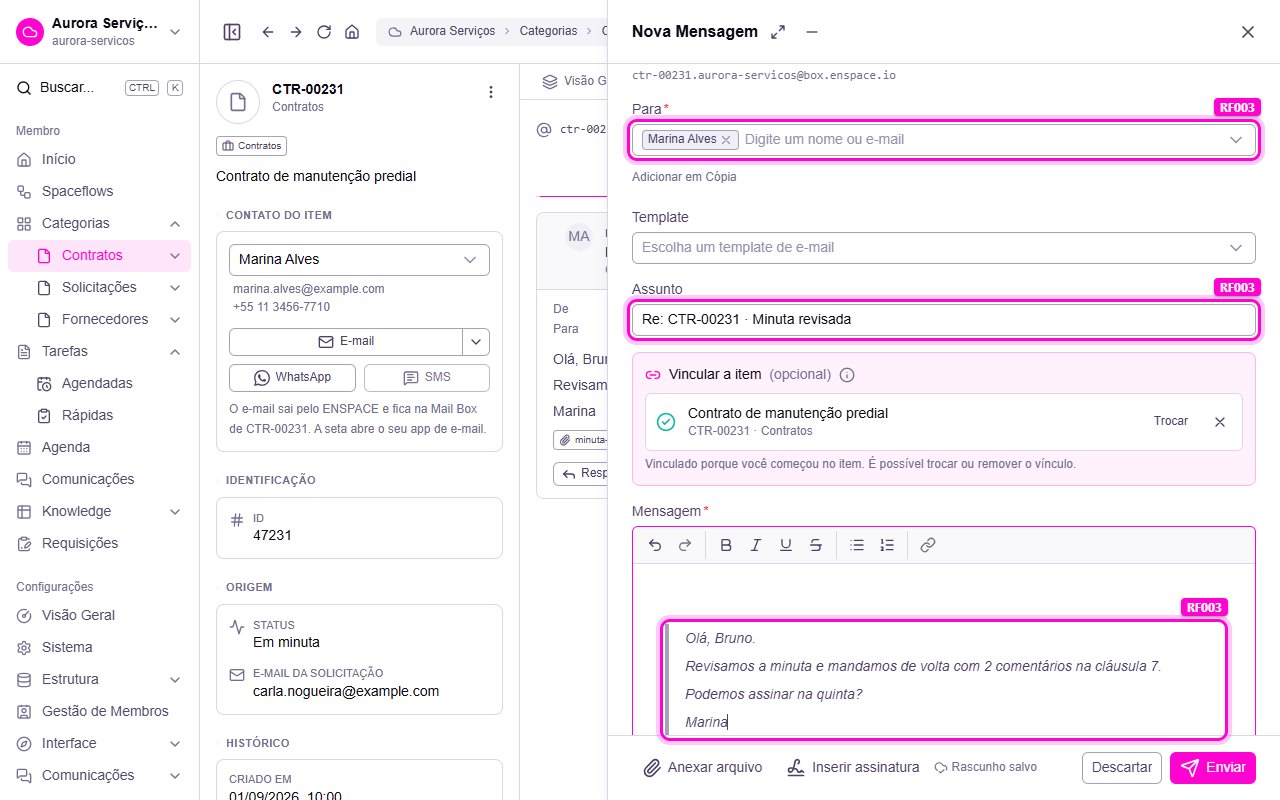 Aurora Serviç...
aurora-servicos
Buscar...
CTRL
K
Membro
Início
Spaceflows
Categorias
Contratos
Solicitações
Fornecedores
Tarefas
Agendadas
Rápidas
Agenda
Comunicações
Knowledge
Requisições
Configurações
Visão Geral
Sistema
Estrutura
Gestão de Membros
Interface
Comunicações
Aurora Serviços
Categorias
CTR-00231
Contratos
Contratos
Contrato de manutenção predial
CONTATO DO ITEM
Marina Alves
marina.alves@example.com
+55 11 3456-7710
E-mail
WhatsApp
SMS
O e-mail sai pelo ENSPACE e fica na Mail Box
de CTR-00231. A seta abre o seu app de e-mail.
IDENTIFICAÇÃO
ID
47231
ORIGEM
STATUS
Em minuta
E-MAIL DA SOLICITAÇÃO
carla.nogueira@example.com
HISTÓRICO
CRIADO EM
01/09/2026, 10:00
Visão G
ctr-002
MA
De
Para
Olá, Bru
Revisam
Marina
minuta-
Resp
Nova Mensagem
ctr-00231.aurora-servicos@box.enspace.io
Para*
RF003
Marina Alves
Digite um nome ou e-mail
Adicionar em Cópia
Template
Escolha um template de e-mail
Assunto
RF003
Re: CTR-00231 · Minuta revisada
Vincular a item (opcional)
Contrato de manutenção predial
CTR-00231 · Contratos
Trocar
Vinculado porque você começou no item. É possível trocar ou remover o vínculo.
Mensagem*
RF003
Olá, Bruno.
Revisamos a minuta e mandamos de volta com 2 comentários na cláusula 7.
Podemos assinar na quinta?
Marina
Anexar arquivo
Inserir assinatura
Rascunho salvo
Descartar
Enviar